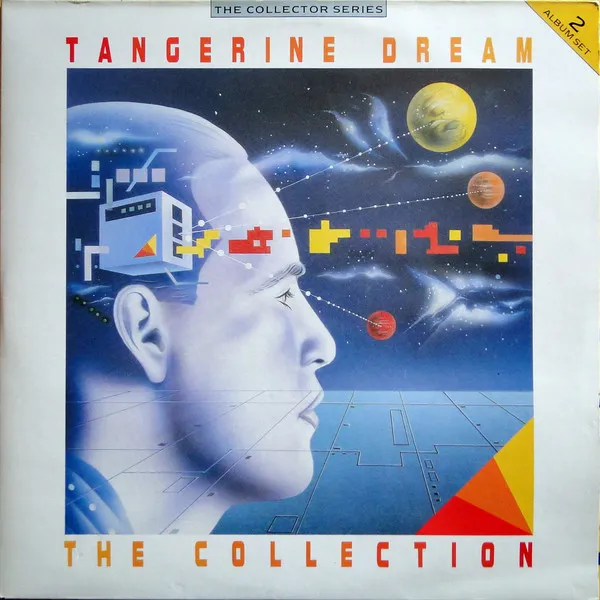 THE COLLECTOR SERIES
2
ALBUM SET
TANGERINE DREAM
THE COLLECTION